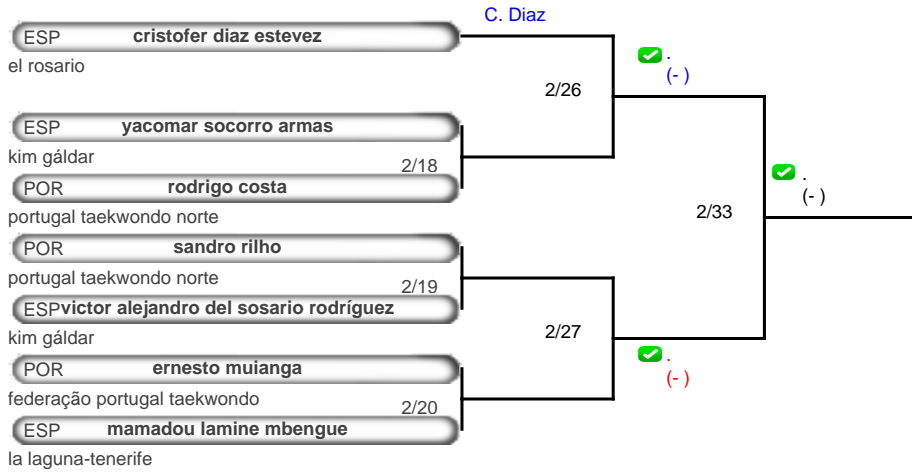 C. Diaz
ESP cristofer diaz estevez
el rosario
.
(- )
2/26
ESP yacomar socorro armas
kim gáldar
2/18
POR rodrigo costa
portugal taekwondo norte
.
(- )
2/33
POR sandro rilho
portugal taekwondo norte
2/19
ESP victor alejandro del sosario rodríguez
kim gáldar
2/27
.
(- )
POR ernesto muianga
federação portugal taekwondo
2/20
ESP mamadou lamine mbengue
la laguna-tenerife